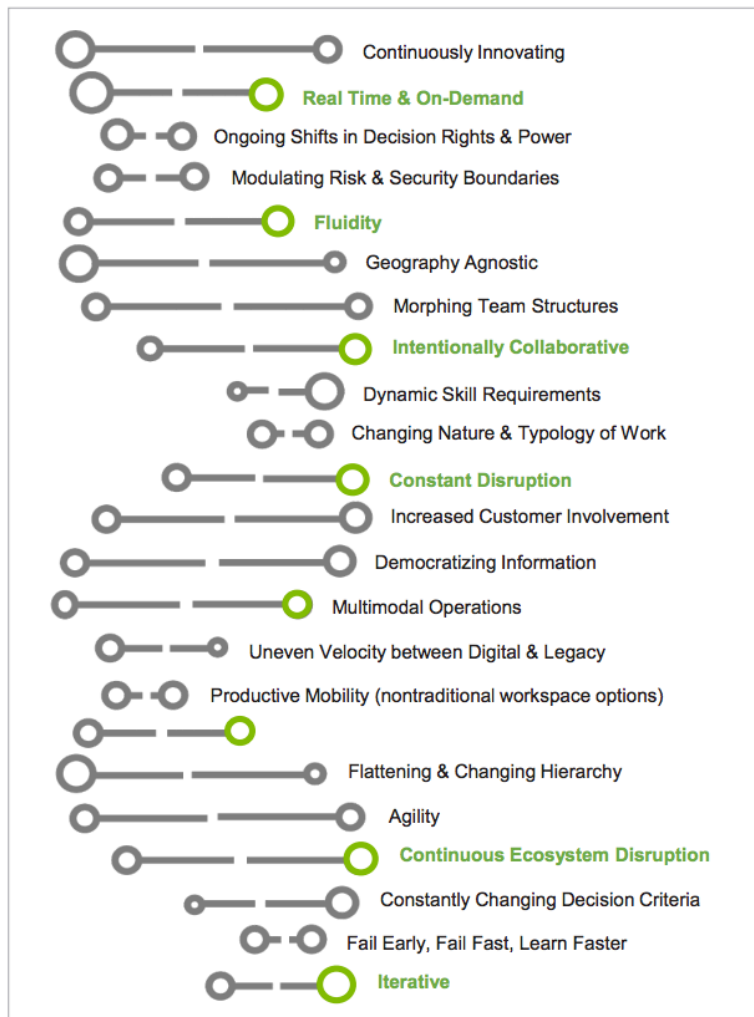 Continuously Innovating
Real Time & On-Demand
Ongoing Shifts in Decision Rights & Power
Modulating Risk & Security Boundaries
Fluidity
Geography Agnostic
Morphing Team Structures
Intentionally Collaborative
Dynamic Skill Requirements
Changing Nature & Typology of Work
Constant Disruption
Increased Customer Involvement
Democratizing Information
Multimodal Operations
Uneven Velocity between Digital & Legacy
Productive Mobility (nontraditional workspace options)
Flattening & Changing Hierarchy
Agility
Continuous Ecosystem Disruption
Constantly Changing Decision Criteria
Fail Early, Fail Fast, Learn Faster
Iterative